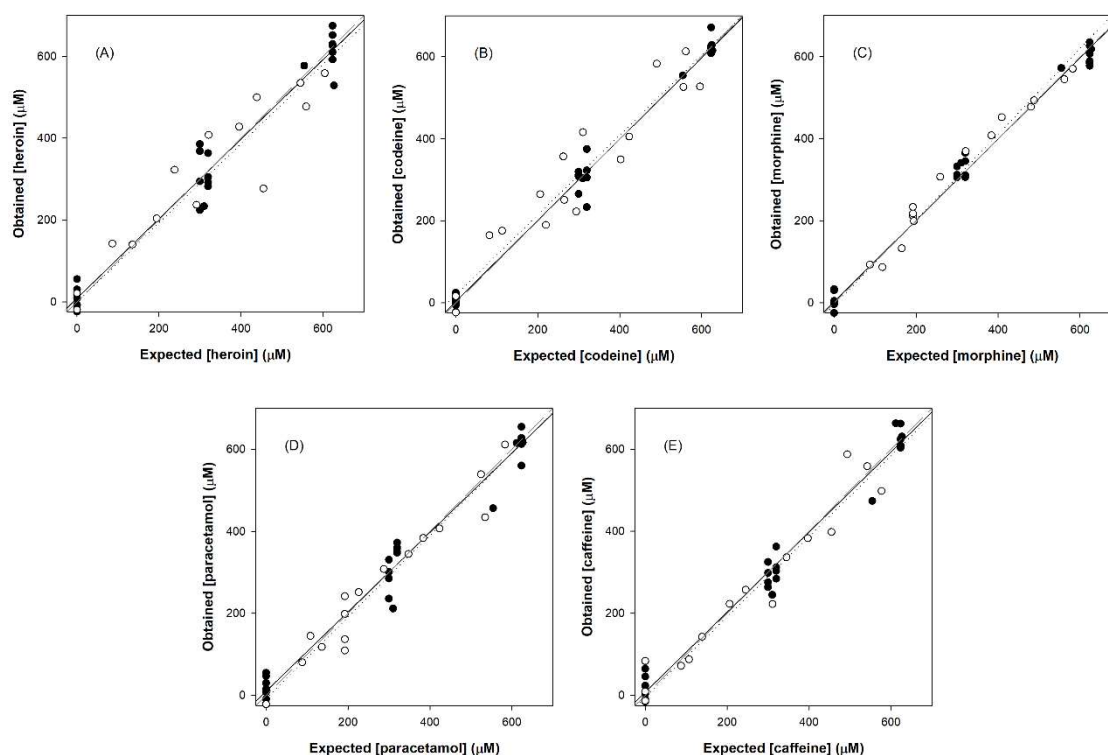 (A)
Obtained [heroin] (μM)
600
400
200
0
0 200 400 600
Expected [heroin] (μM)
(B)
Obtained [codeine] (μM)
600
400
200
0
0 200 400 600
Expected [codeine] (μM)
(C)
Obtained [morphine] (μM)
600
400
200
0
0 200 400 600
Expected [morphine] (μM)
(D)
Obtained [paracetamol] (μM)
600
400
200
0
0 200 400 600
Expected [paracetamol] (μM)
(E)
Obtained [caffeine] (μM)
600
400
200
0
0 200 400 600
Expected [caffeine] (μM)